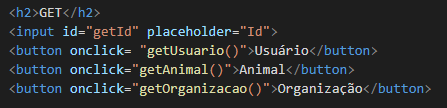 <h2>GET</h2>
<input id="getId" placeholder="Id">
<button onclick= "getUsuario()">Usuário</button>
<button onclick="getAnimal()">Animal</button>
<button onclick="getOrganizacao()">Organização</button>